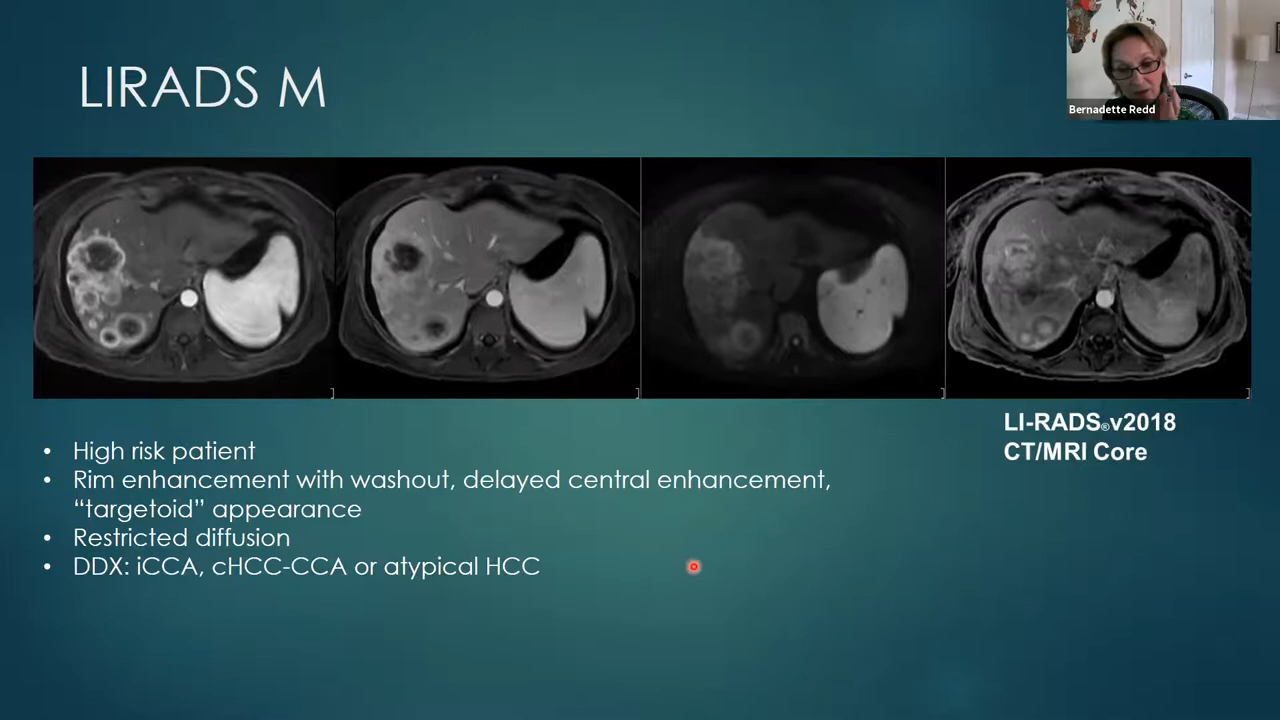 LIRADS M
Bernadette Redd
LI-RADS®v2018
CT/MRI Core
• High risk patient
• Rim enhancement with washout, delayed central enhancement,
“targetoid” appearance
• Restricted diffusion
• DDX: iCCA, cHCC-CCA or atypical HCC